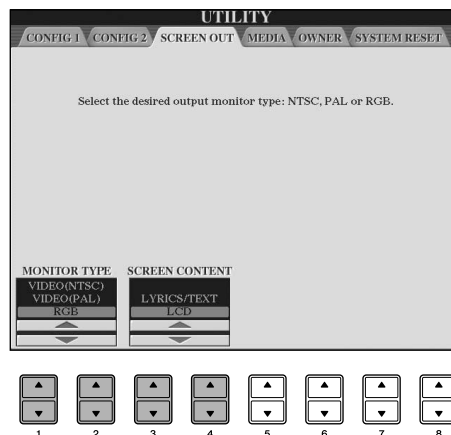 UTILITY
CONFIG 1 CONFIG 2 SCREEN OUT MEDIA OWNER SYSTEM RESET
Select the desired output monitor type: NTSC, PAL or RGB.
MONITOR TYPE SCREEN CONTENT
VIDEO(NTSC)
VIDEO(PAL) LYRICS/TEXT
RGB LCD
1 2 3 4 5 6 7 8